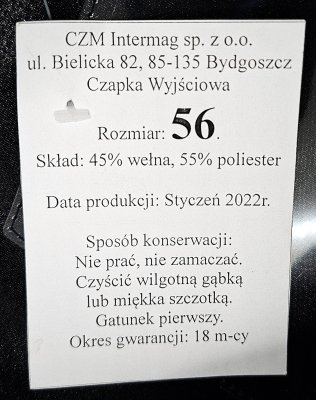 CZM Intermag sp. z o.o.
ul. Bielicka 82, 85-135 Bydgoszcz
Czapka Wyjściowa
Rozmiar: 56.
Skład: 45% wełna, 55% poliester
Data produkcji: Styczeń 2022r.
Sposób konserwacji:
Nie prać, nie zamaczać.
Czyścić wilgotną gąbką
lub miękka szczotką.
Gatunek pierwszy.
Okres gwarancji: 18 m-cy